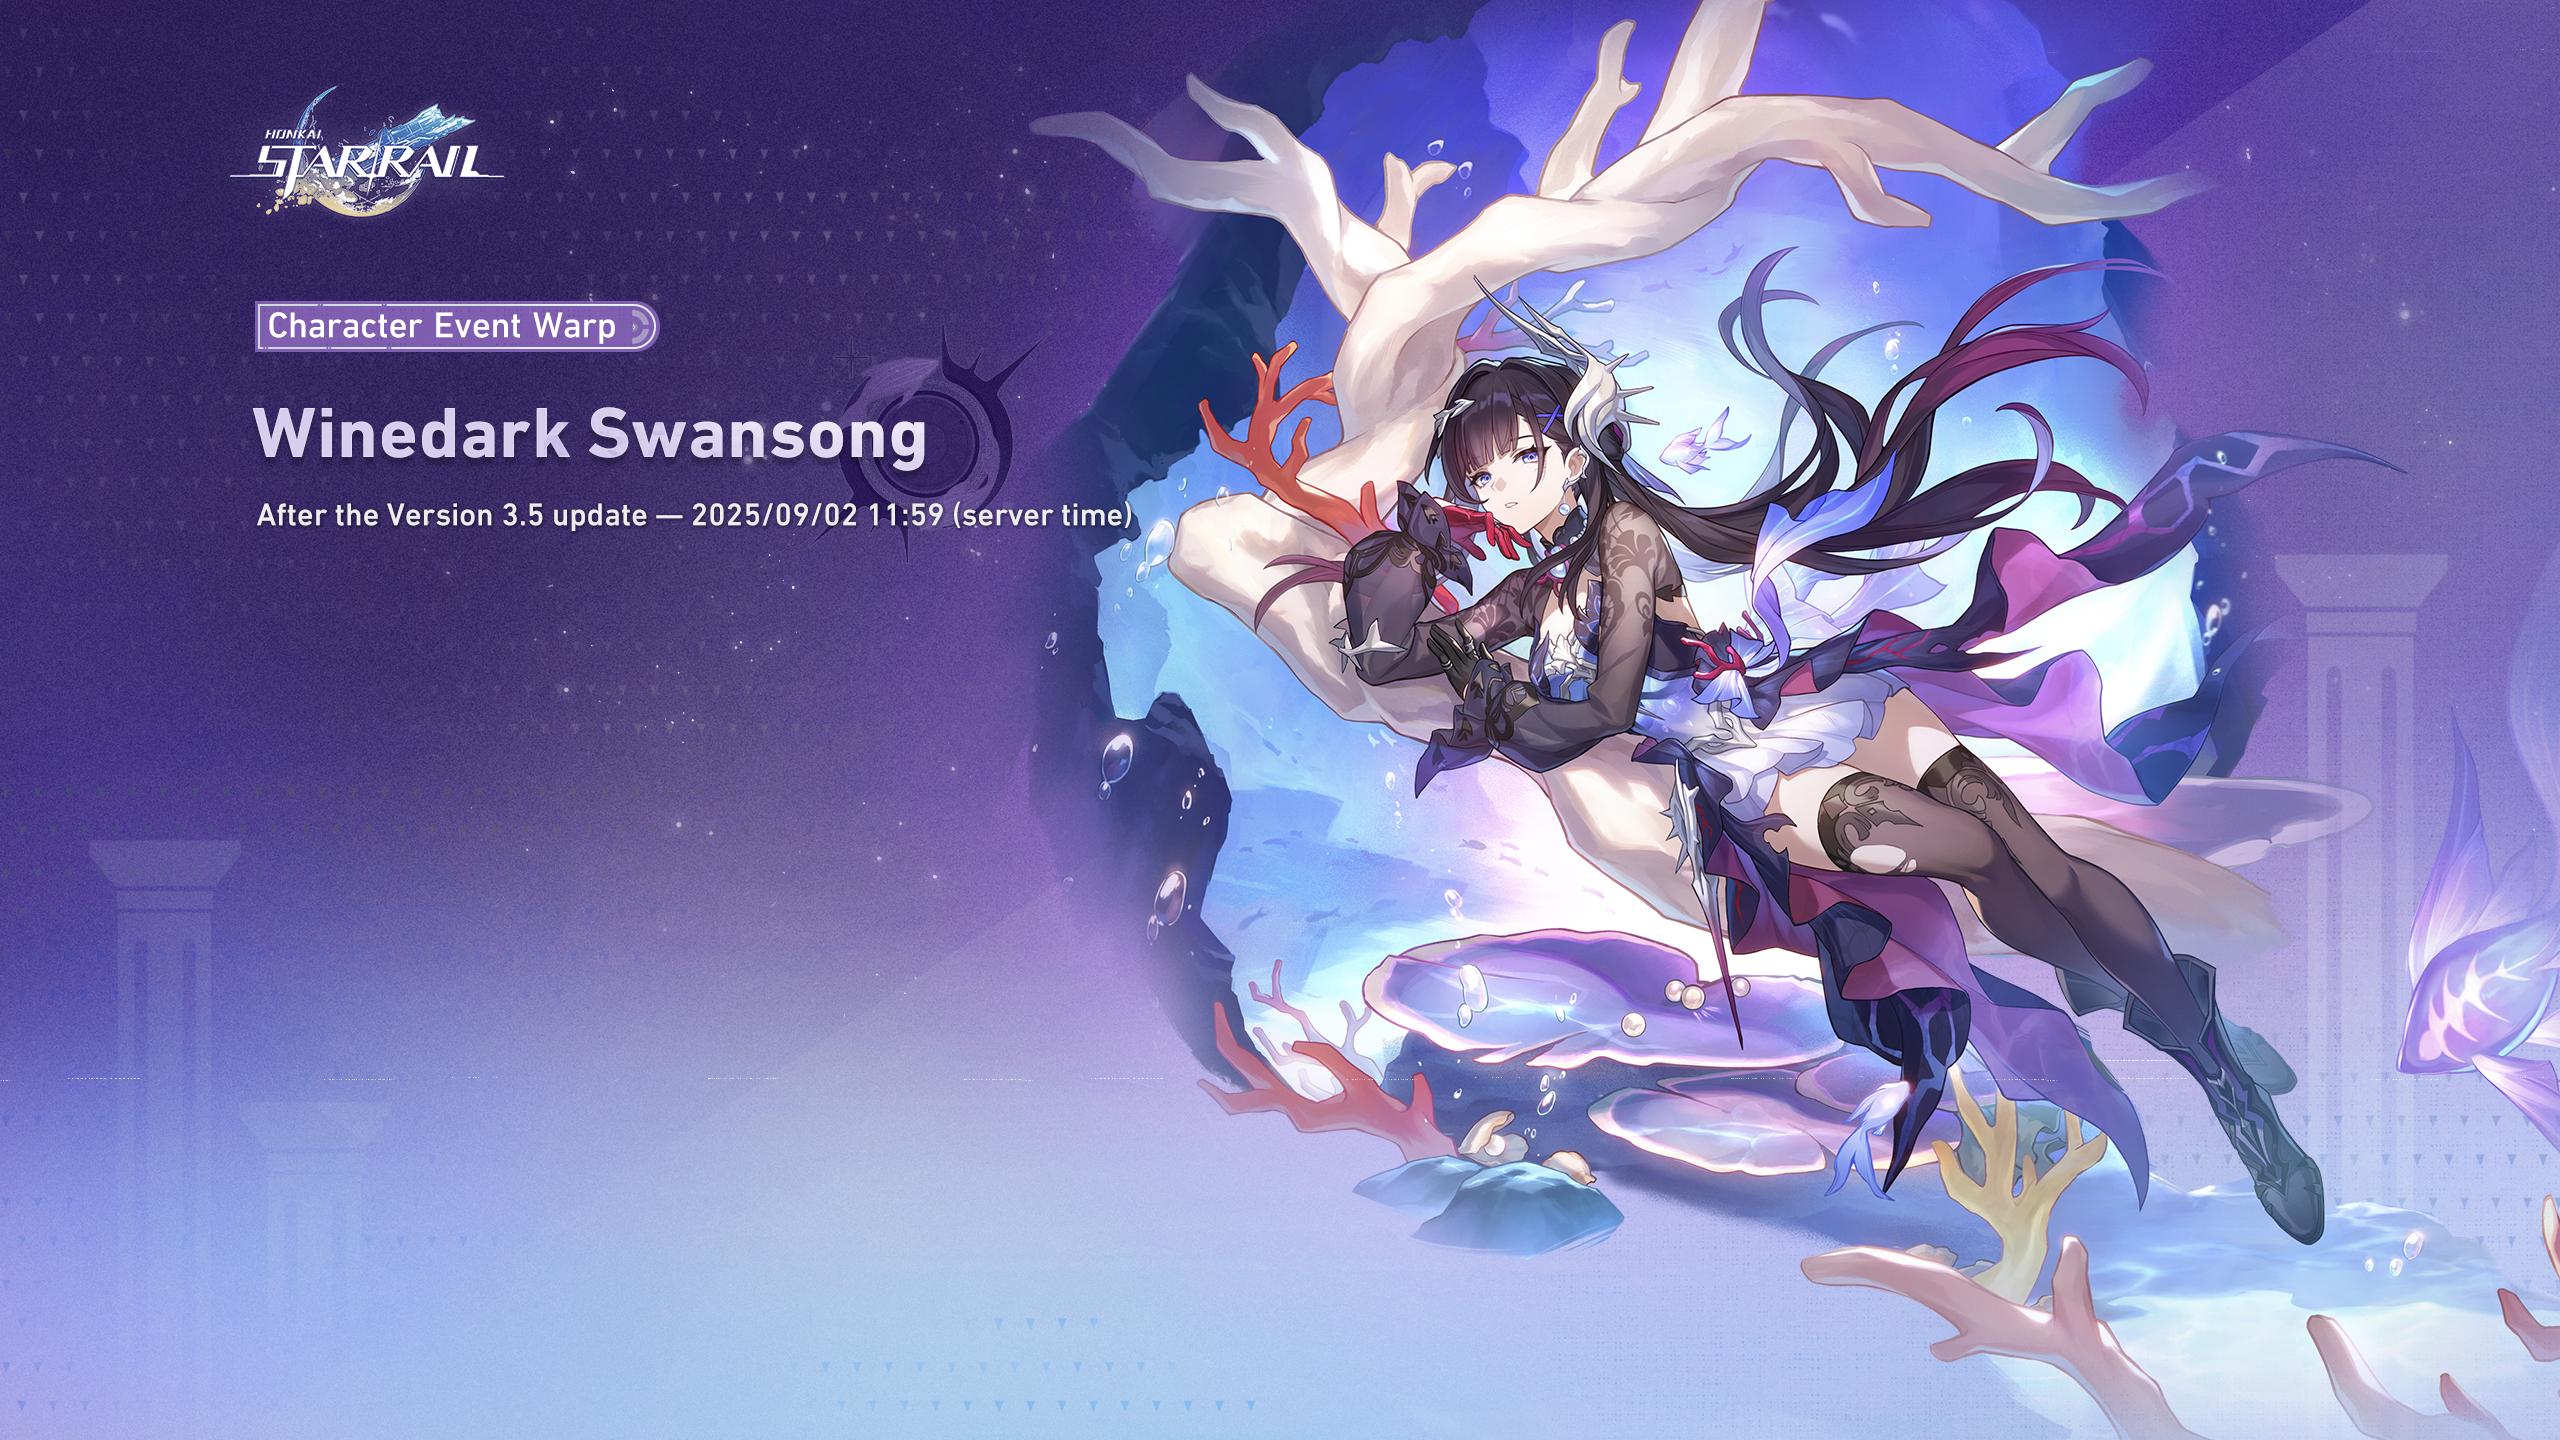 HONKAI
STAR RAIL
Character Event Warp
Winedark Swansong
After the Version 3.5 update — 2025/09/02 11:59 (server time)